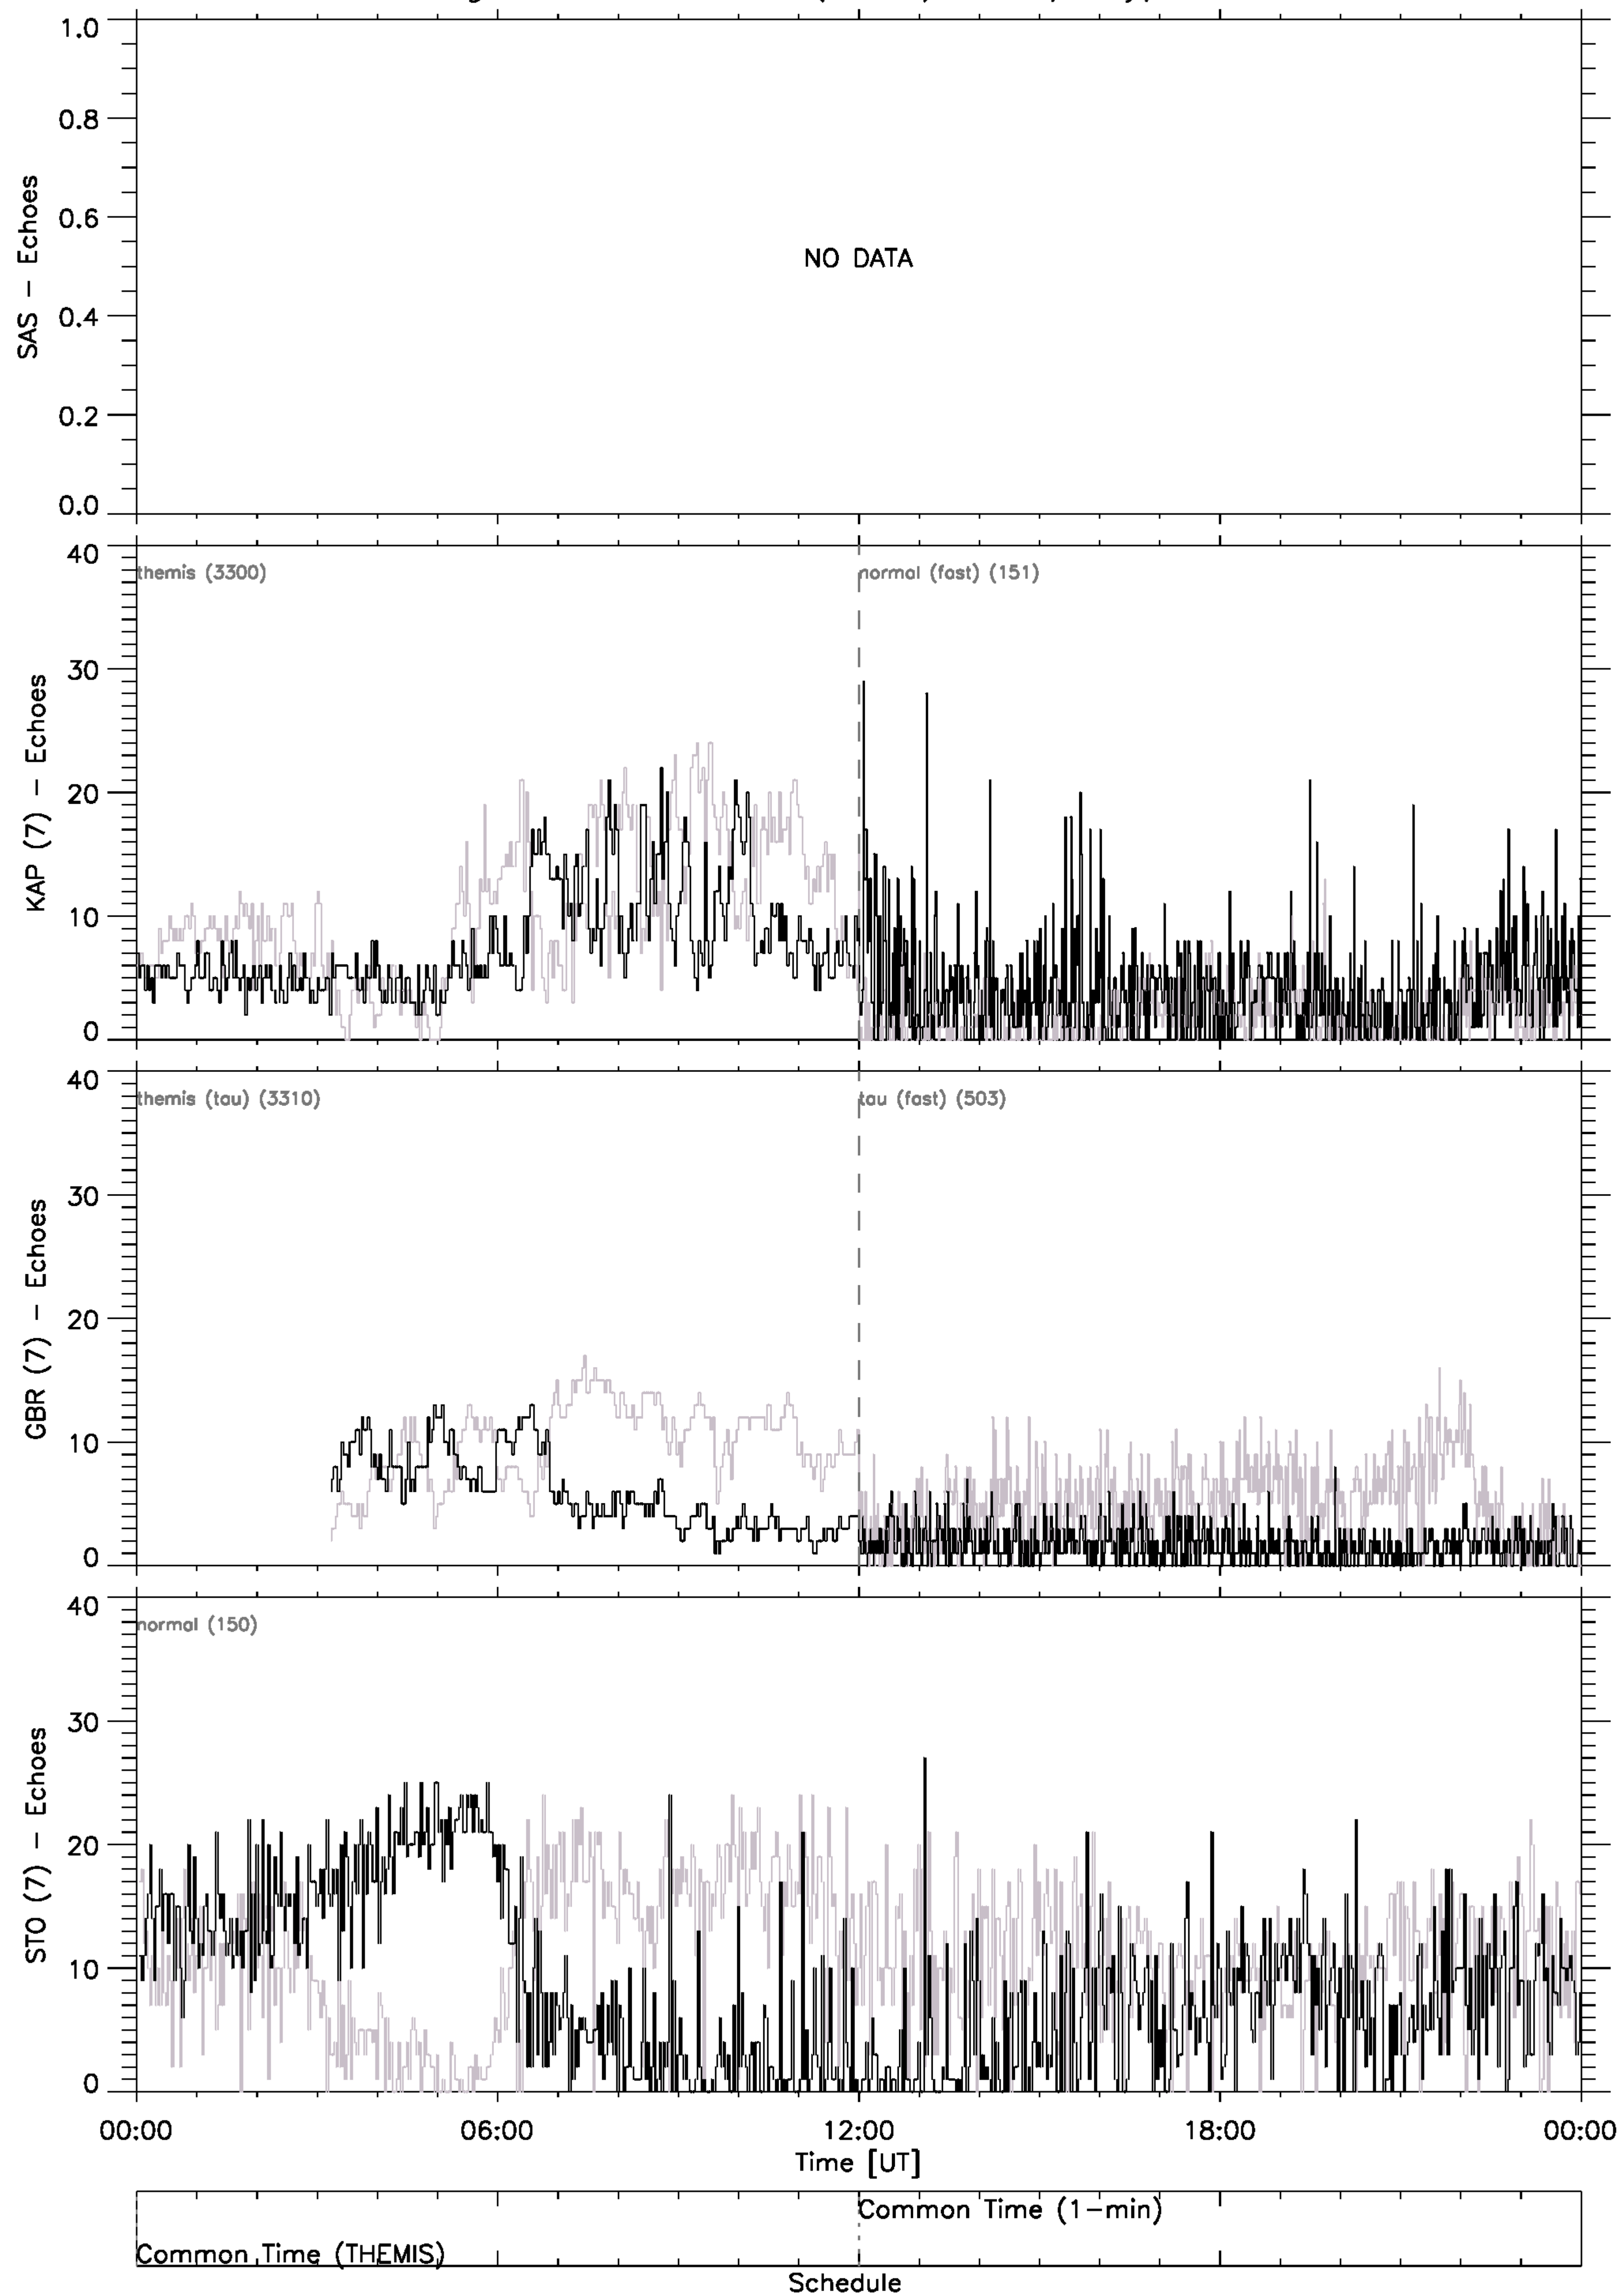 1.0
0.8
0.6
0.4
0.2
0.0
SAS - Echoes
NO DATA
40
30
20
10
0
KAP (7) - Echoes
themis (3300)
normal (fast) (151)
40
30
20
10
0
GBR (7) - Echoes
themis (tau) (3310)
tau (fast) (503)
40
30
20
10
0
STO (7) - Echoes
normal (150)
00:00 06:00 12:00 18:00 00:00
Time [UT]
Common Time (1-min)
Common Time (THEMIS)
Schedule